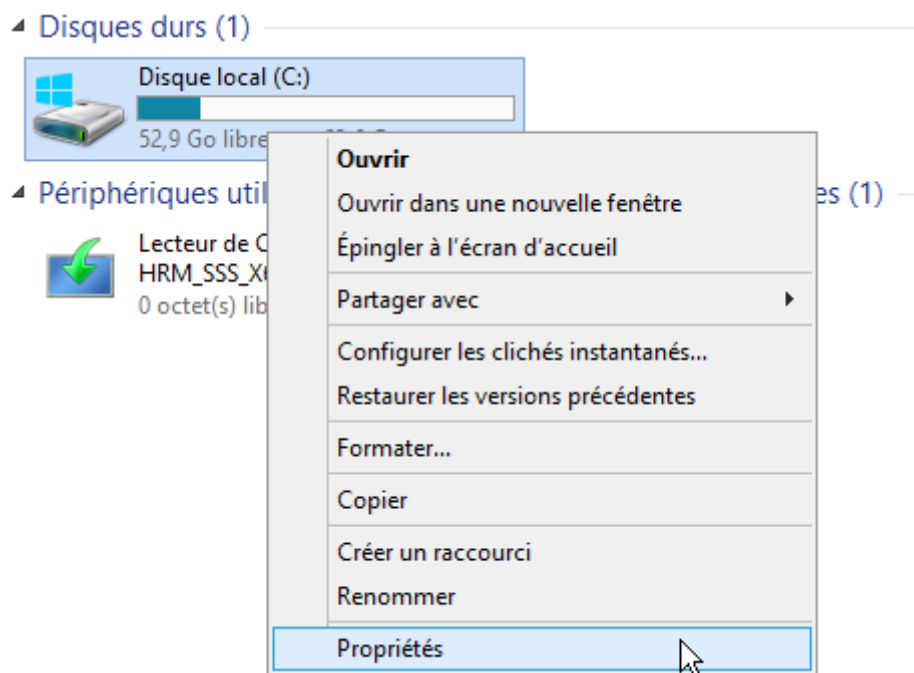 Disques durs (1)
Disque local (C:)
52,9 Go libre
Ouvrir
Périphériques util
es (1)
Ouvrir dans une nouvelle fenêtre
Lecteur de
Épingler à l'écran d'accueil
HRM_SSS_X6
0 octet(s) lib
Partager avec
Configurer les clichés instantanés...
Restaurer les versions précédentes
Formater...
Copier
Créer un raccourci
Renommer
Propriétés